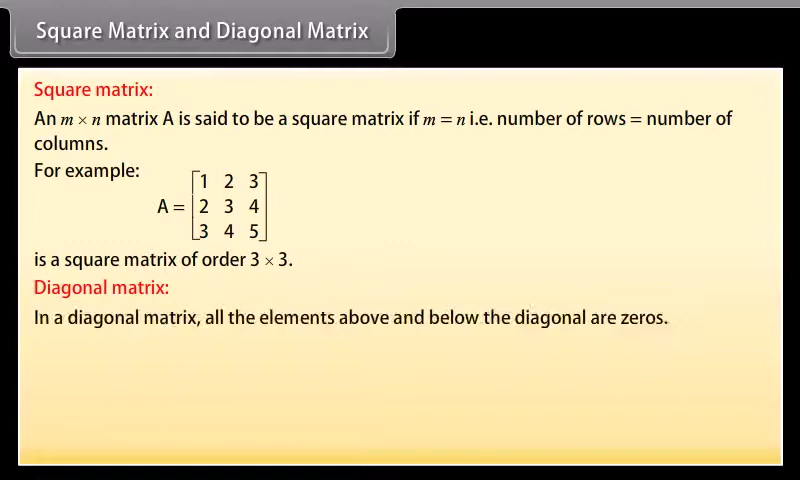 Square Matrix and Diagonal Matrix
Square matrix:
An m × n matrix A is said to be a square matrix if m = n i.e. number of rows = number of
columns.
For example:
1 2 3
A = 2 3 4
3 4 5
is a square matrix of order 3 × 3.
Diagonal matrix:
In a diagonal matrix, all the elements above and below the diagonal are zeros.